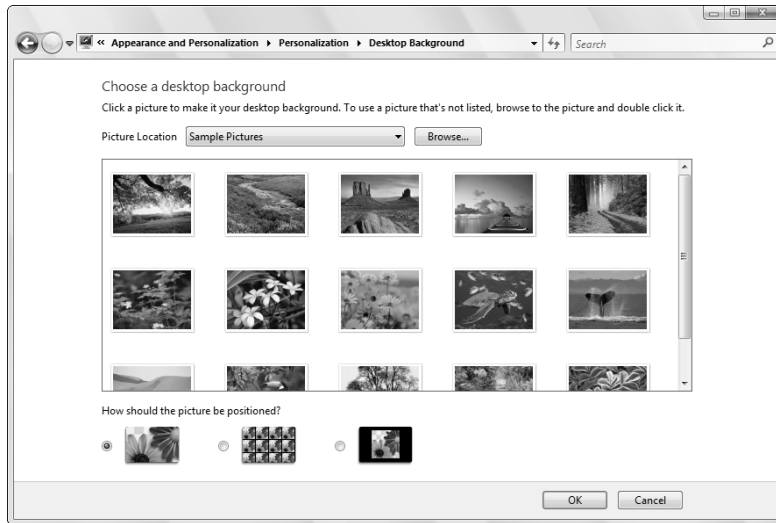 « Appearance and Personalization ▸ Personalization ▸ Desktop Background Search
Choose a desktop background
Click a picture to make it your desktop background. To use a picture that's not listed, browse to the picture and double click it.
Picture Location Sample Pictures Browse...
How should the picture be positioned?
OK Cancel